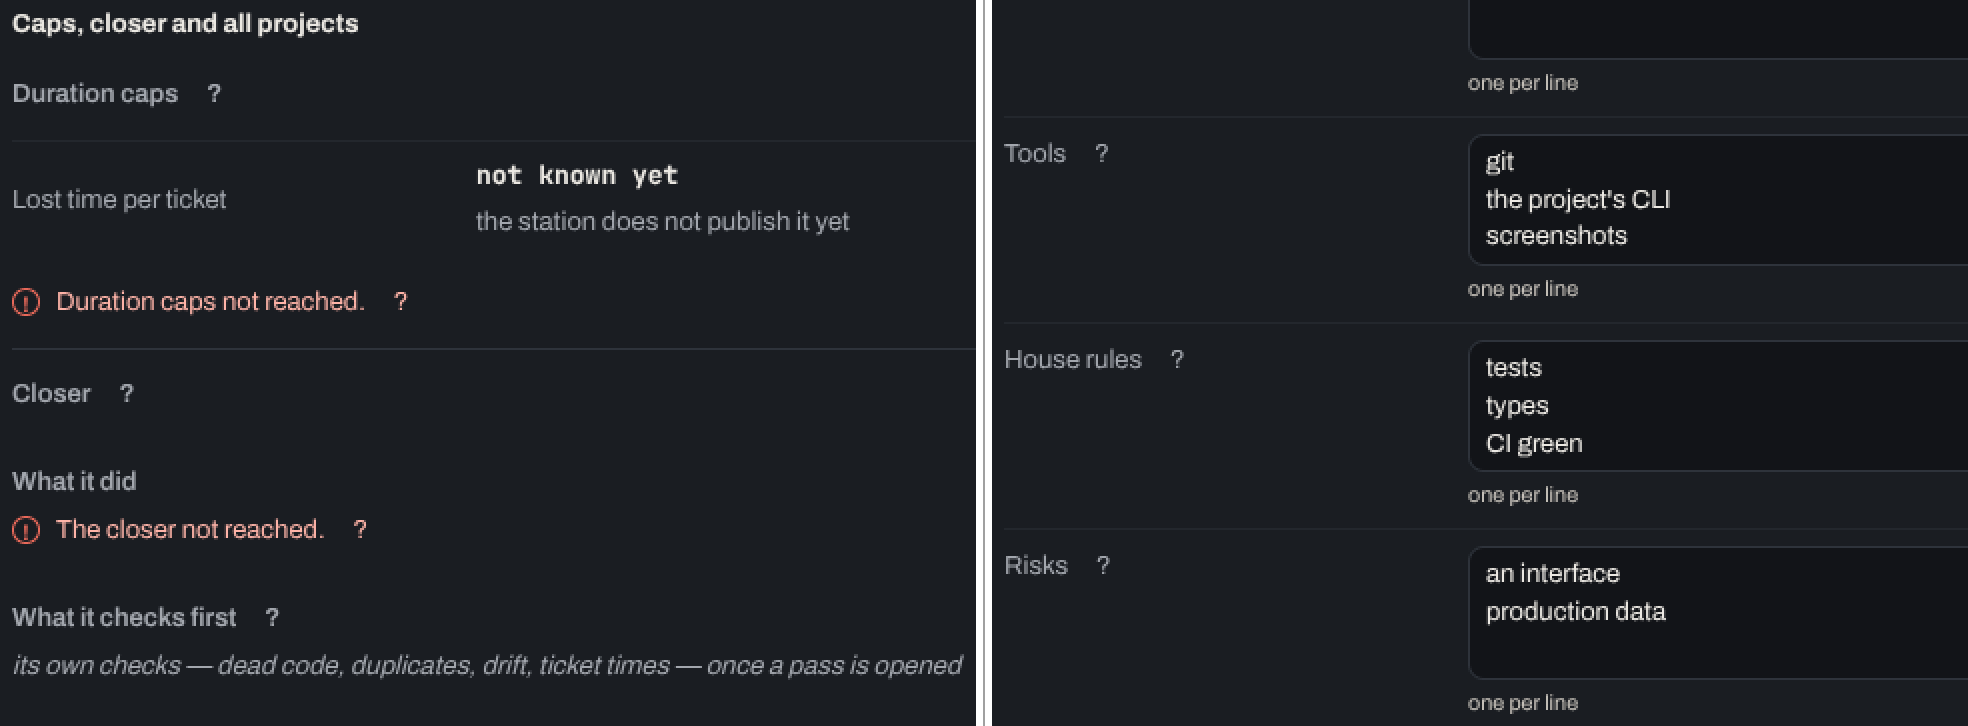 Caps, closer and all projects
Duration caps ?
Lost time per ticket
not known yet
the station does not publish it yet
Duration caps not reached. ?
Closer ?
What it did
The closer not reached. ?
What it checks first ?
its own checks — dead code, duplicates, drift, ticket times — once a pass is opened
one per line
Tools ?
git
the project's CLI
screenshots
one per line
House rules ?
tests
types
CI green
one per line
Risks ?
an interface
production data
one per line